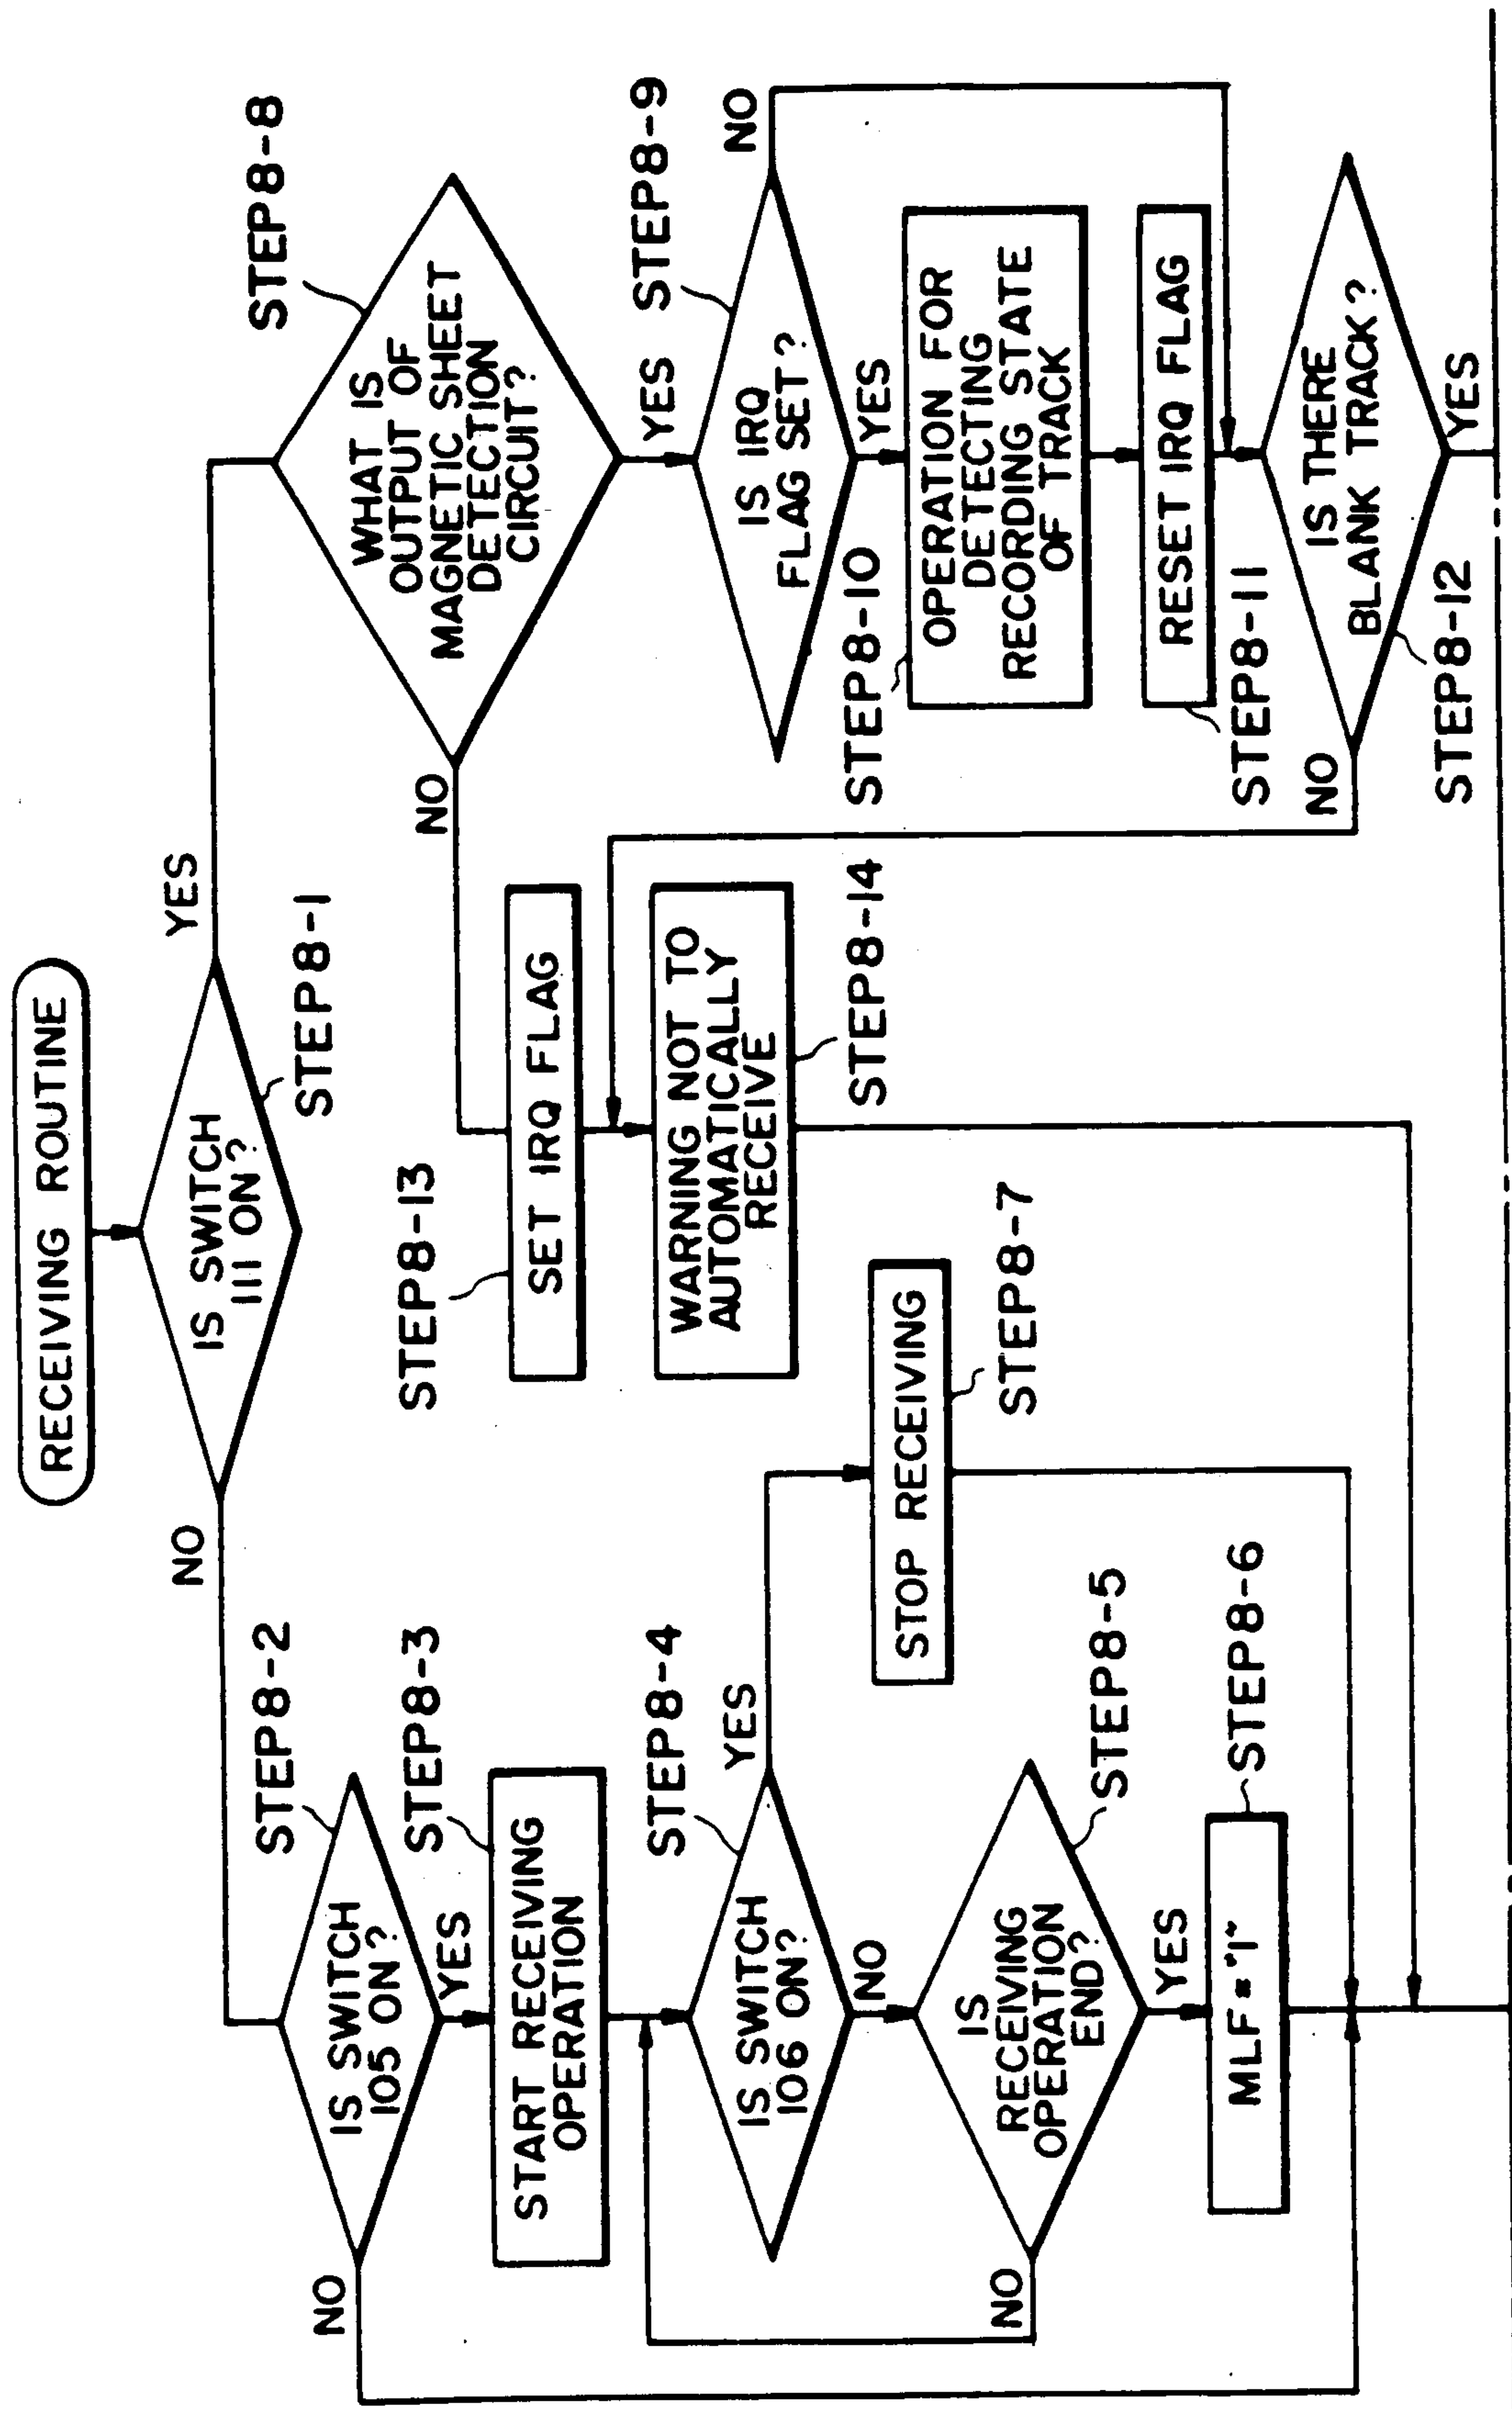 RECEIVING ROUTINE
IS SWITCH
111 ON?
STEP8-1
NO
YES
STEP8-2
IS SWITCH
105 ON?
NO
YES
STEP8-3
START RECEIVING
OPERATION
STEP8-4
IS SWITCH
106 ON?
YES
NO
STEP8-5
IS
RECEIVING
OPERATION
END?
NO
YES
MLF="1"
STEP8-6
STOP RECEIVING
STEP8-7
STEP8-8
WHAT IS
OUTPUT OF
MAGNETIC SHEET
DETECTION
CIRCUIT?
NO
YES
STEP8-9
IS IRQ
FLAG SET?
NO
YES
STEP8-10
OPERATION FOR
DETECTING
RECORDING STATE
OF TRACK
RESET IRQ FLAG
STEP8-11
IS THERE
BLANK TRACK?
NO
YES
STEP8-12
STEP8-13
SET IRQ FLAG
WARNING NOT TO
AUTOMATICALLY
RECEIVE
STEP8-14